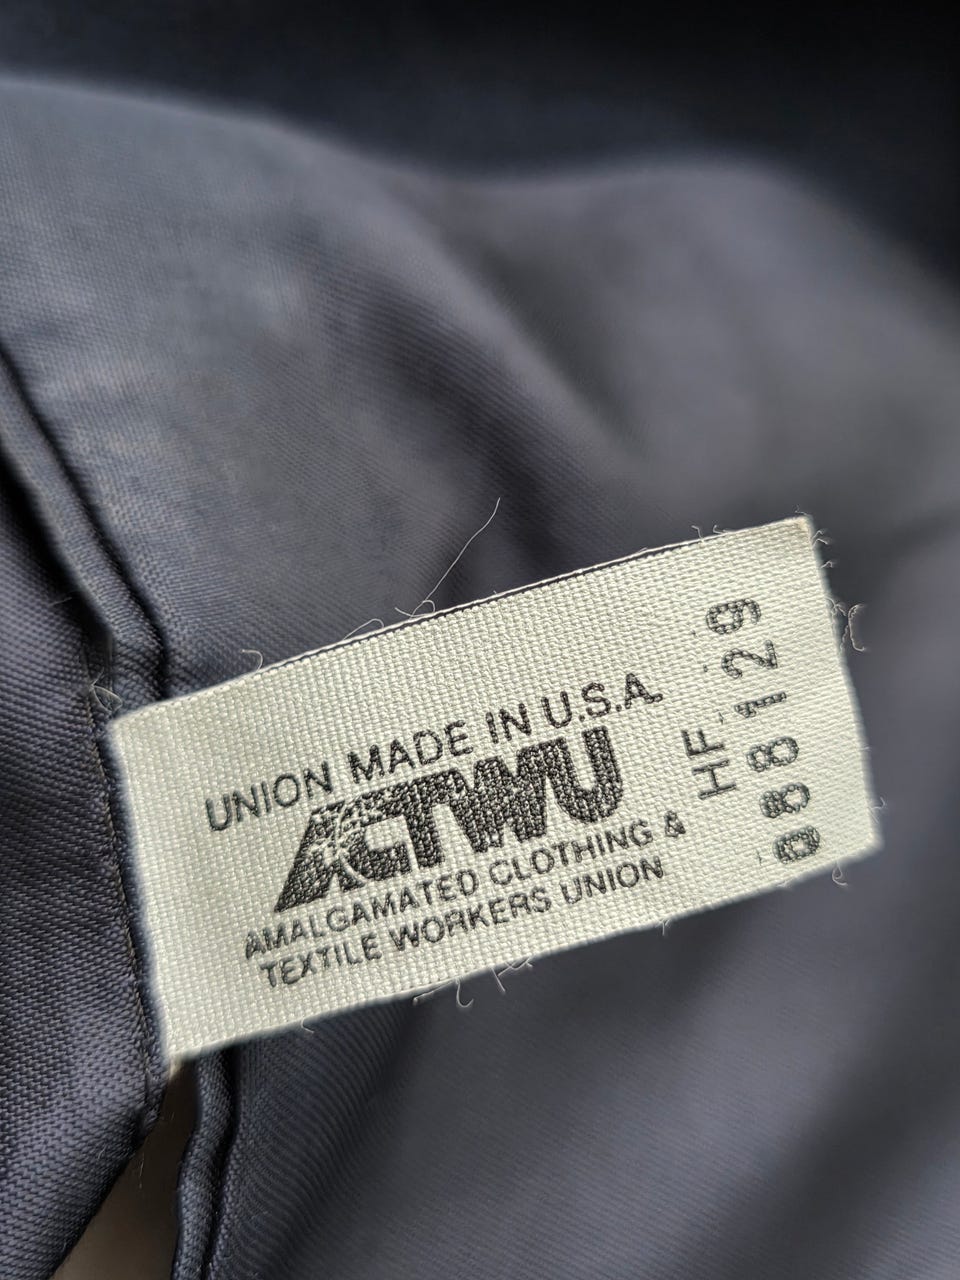 UNION MADE IN U.S.A.
ACTWU
AMALGAMATED CLOTHING &
TEXTILE WORKERS UNION
HF
088129